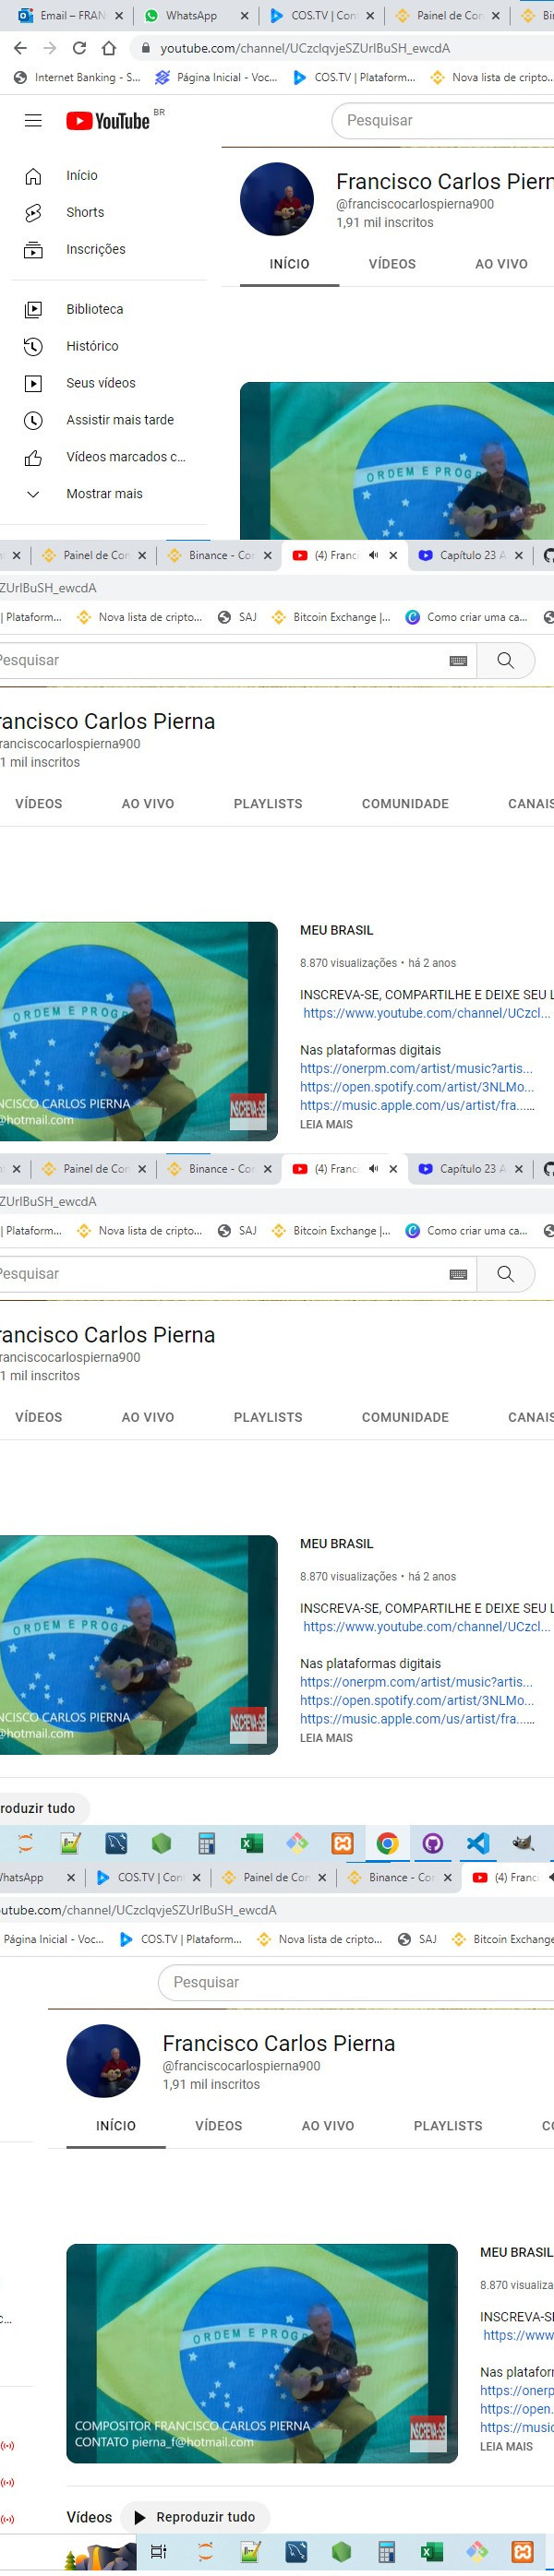 Email – FRAN
WhatsApp
COS.TV | Con
Painel de Con
Bi
youtube.com/channel/UCzclqvjeSZUrlBuSH_ewcdA
Internet Banking - S...
Página Inicial - Voc...
COS.TV | Plataform...
Nova lista de cripto..
YouTube BR
Pesquisar
Início
Shorts
Inscrições
Biblioteca
Histórico
Seus vídeos
Assistir mais tarde
Vídeos marcados c...
Mostrar mais
Francisco Carlos Piern
@franciscocarlospierna900
1,91 mil inscritos
INÍCIO VÍDEOS AO VIVO
ORDEM E PROGR
Painel de Con
Binance - Cor
(4) Franci
Capítulo 23 A
ZUrlBuSH_ewcdA
| Plataform...
Nova lista de cripto...
SAJ
Bitcoin Exchange |...
Como criar uma ca...
Pesquisar
rancisco Carlos Pierna
ranciscocarlospierna900
1 mil inscritos
VÍDEOS AO VIVO PLAYLISTS COMUNIDADE CANAIS
ORDEM E PROGR
NCISCO CARLOS PIERNA
@hotmail.com
INSCREVA-SE
MEU BRASIL
8.870 visualizações • há 2 anos
INSCREVA-SE, COMPARTILHE E DEIXE SEU L
https://www.youtube.com/channel/UCzcl...
Nas plataformas digitais
https://onerpm.com/artist/music?artis...
https://open.spotify.com/artist/3NLMo...
https://music.apple.com/us/artist/fra......
LEIA MAIS
Painel de Con
Binance - Cor
(4) Franci
Capítulo 23 A
ZUrlBuSH_ewcdA
| Plataform...
Nova lista de cripto...
SAJ
Bitcoin Exchange |...
Como criar uma ca...
Pesquisar
rancisco Carlos Pierna
ranciscocarlospierna900
1 mil inscritos
VÍDEOS AO VIVO PLAYLISTS COMUNIDADE CANAIS
ORDEM E PROGR
NCISCO CARLOS PIERNA
@hotmail.com
INSCREVA-SE
MEU BRASIL
8.870 visualizações • há 2 anos
INSCREVA-SE, COMPARTILHE E DEIXE SEU L
https://www.youtube.com/channel/UCzcl...
Nas plataformas digitais
https://onerpm.com/artist/music?artis...
https://open.spotify.com/artist/3NLMo...
https://music.apple.com/us/artist/fra......
LEIA MAIS
roduzir tudo
WhatsApp
COS.TV | Con
Painel de Con
Binance - Cor
(4) Franci
utube.com/channel/UCzclqvjeSZUrlBuSH_ewcdA
Página Inicial - Voc...
COS.TV | Plataform...
Nova lista de cripto...
SAJ
Bitcoin Exchange
Pesquisar
Francisco Carlos Pierna
@franciscocarlospierna900
1,91 mil inscritos
INÍCIO VÍDEOS AO VIVO PLAYLISTS CO
c...
ORDEM E PROGR
COMPOSITOR FRANCISCO CARLOS PIERNA
CONTATO pierna_f@hotmail.com
INSCREVA-SE
MEU BRASIL
8.870 visualiza
INSCREVA-SE
https://www
Nas platafor
https://onerp
https://open.
https://music
LEIA MAIS
Vídeos
Reproduzir tudo